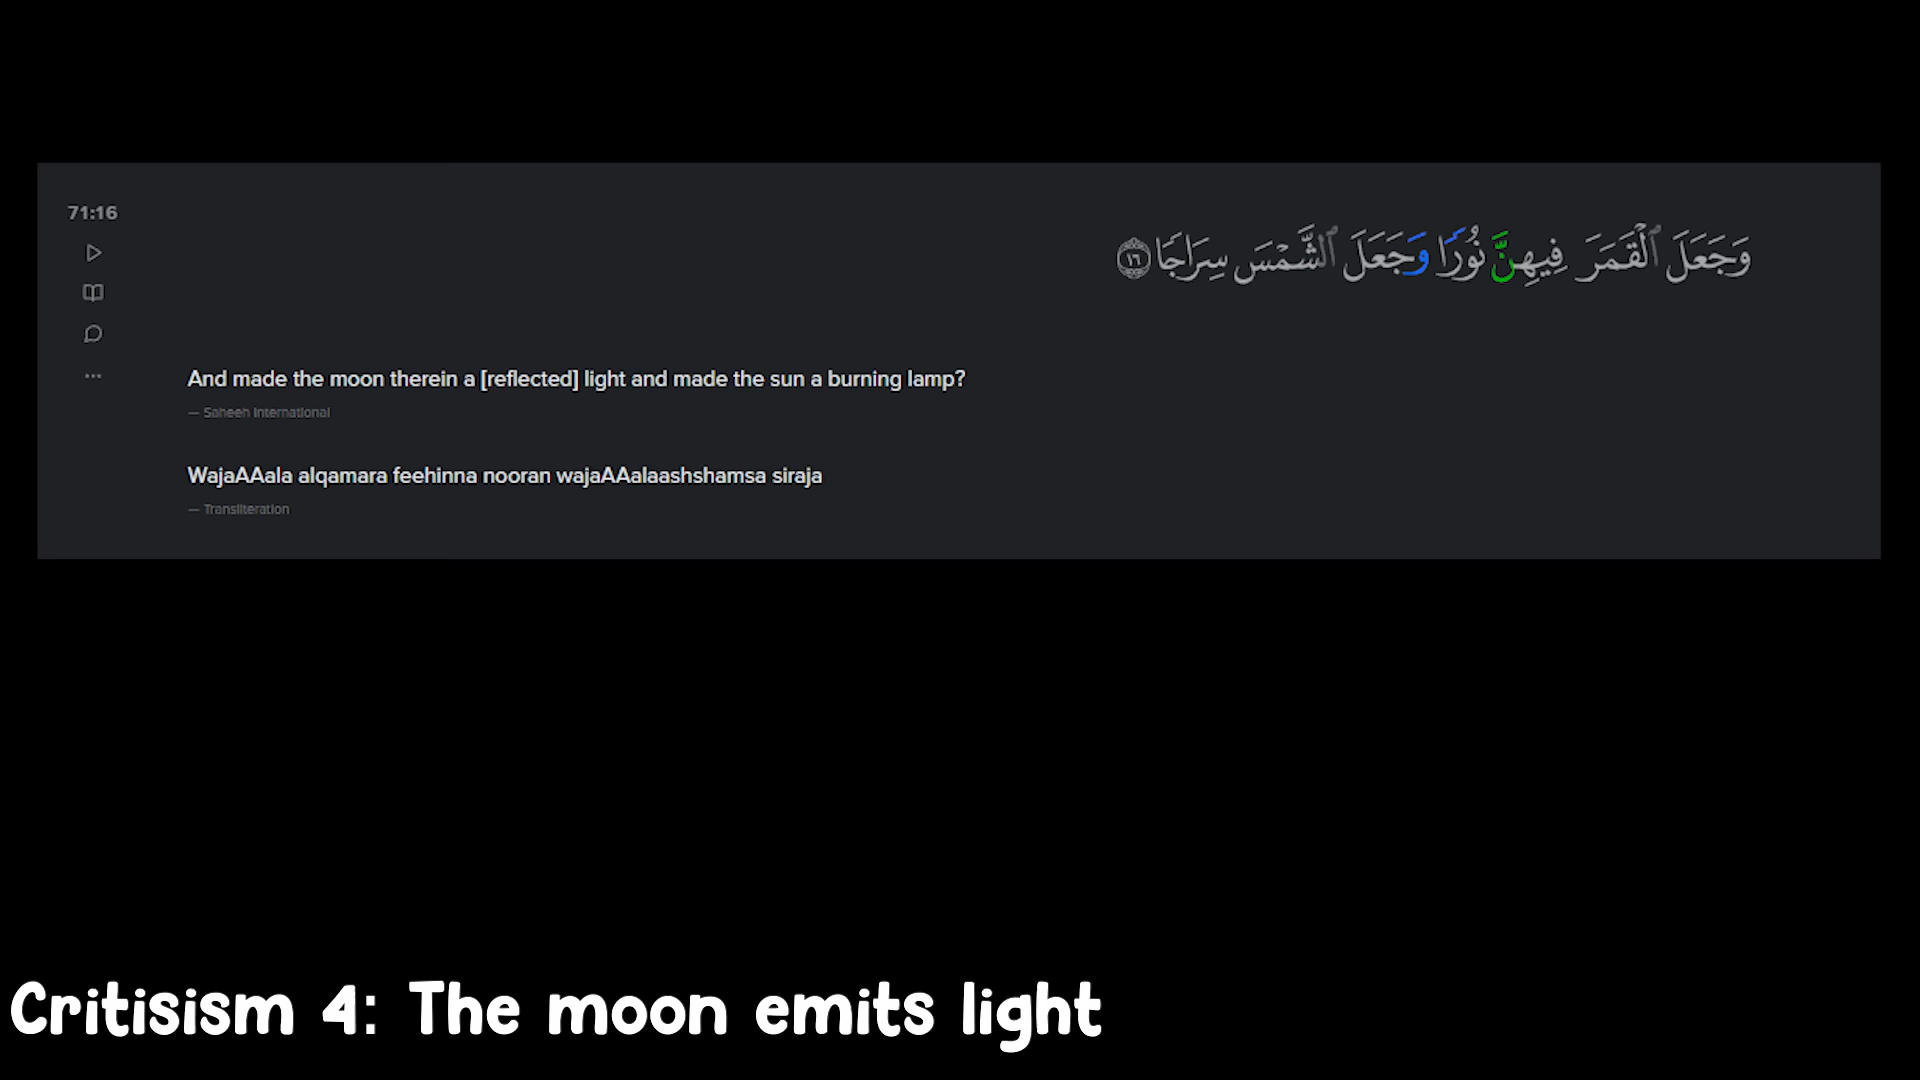 71:16
وَجَعَلَ ٱلْقَمَرَ فِيهِنَّ نُورًا وَجَعَلَ ٱلشَّمْسَ سِرَاجًا ١٦
And made the moon therein a [reflected] light and made the sun a burning lamp?
— Saheeh International
WajaAAala alqamara feehinna nooran wajaAAalaashshamsa siraja
— Transliteration
Critisism 4: The moon emits light